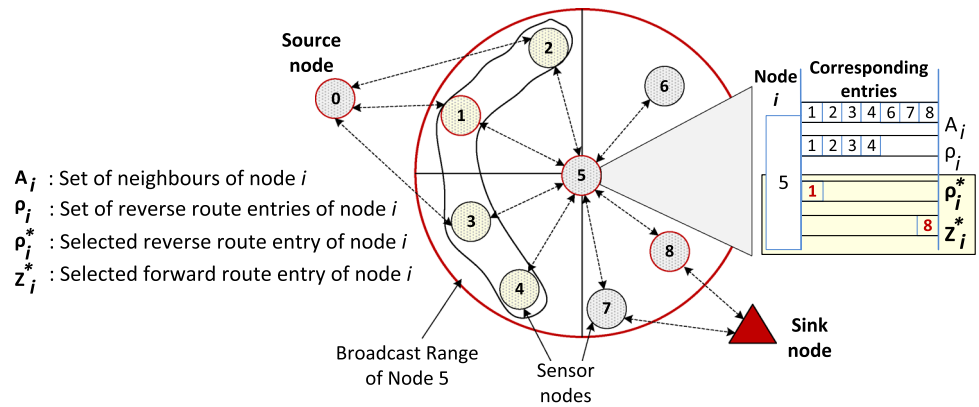 Source
node
0
1
2
3
4
5
6
7
8
Sink
node
Broadcast Range
of Node 5
Sensor
nodes
A i : Set of neighbours of node i
ρ i : Set of reverse route entries of node i
ρ* i : Selected reverse route entry of node i
Z* i : Selected forward route entry of node i
Node
i
Corresponding
entries
1 2 3 4 6 7 8
A i
1 2 3 4
ρ i
5
1
ρ* i
8
Z* i